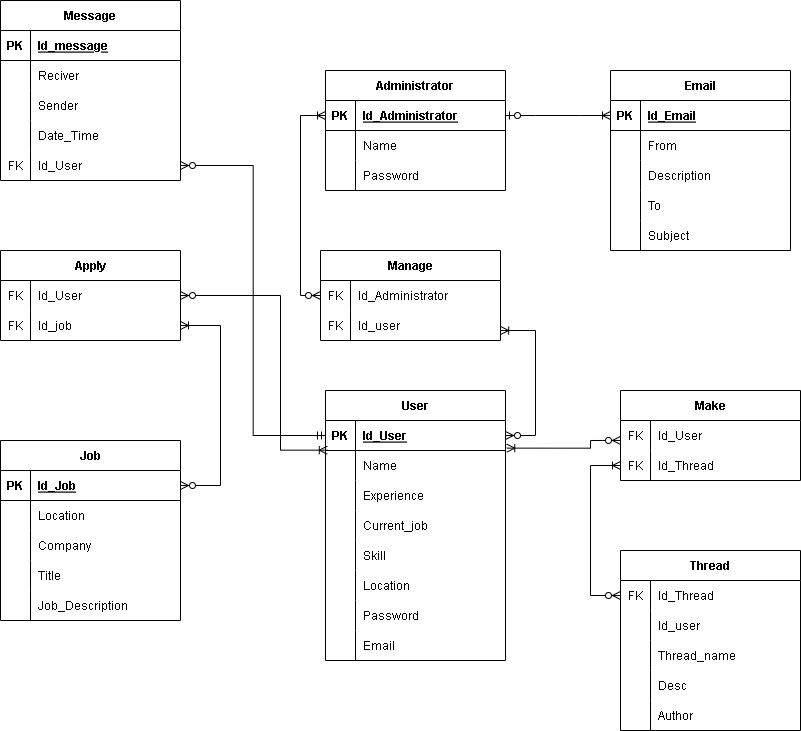 Message
PK Id_message
Reciver
Sender
Date_Time
FK Id_User
Administrator
PK Id_Administrator
Name
Password
Email
PK Id_Email
From
Description
To
Subject
Apply
FK Id_User
FK Id_job
Manage
FK Id_Administrator
FK Id_user
Job
PK Id_Job
Location
Company
Title
Job_Description
User
PK Id_User
Name
Experience
Current_job
Skill
Location
Password
Email
Make
FK Id_User
FK Id_Thread
Thread
FK Id_Thread
Id_user
Thread_name
Desc
Author